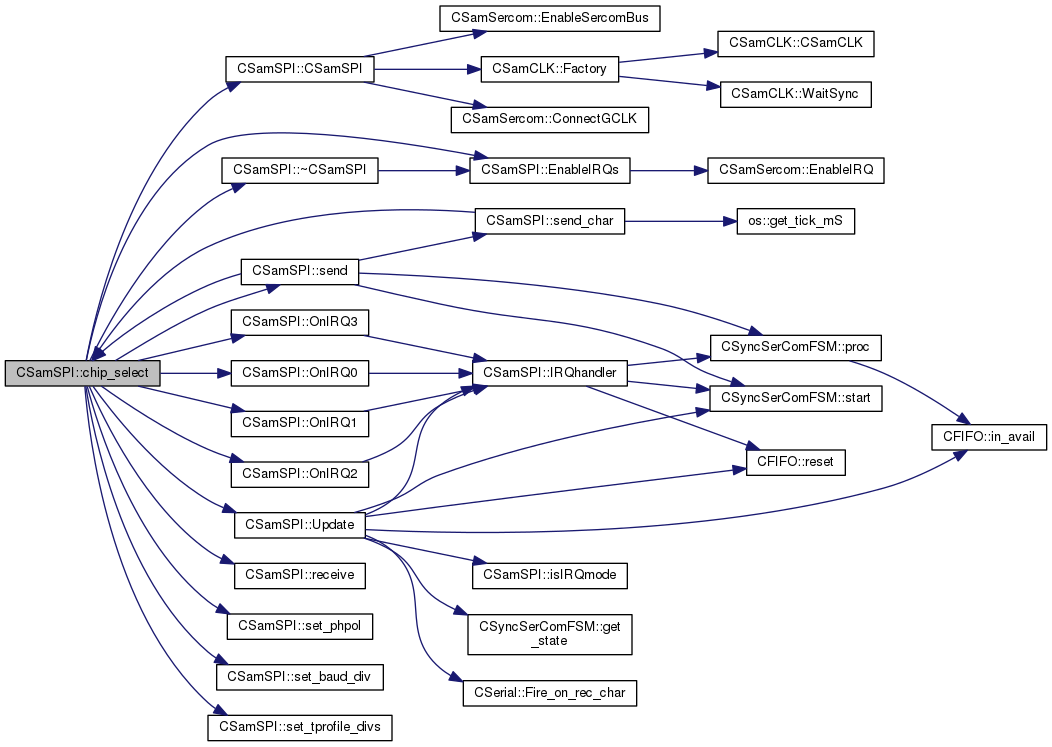 CSamSercom::EnableSercomBus
CSamCLK::CSamCLK
CSamSPI::CSamSPI
CSamCLK::Factory
CSamCLK::WaitSync
CSamSercom::ConnectGCLK
CSamSPI::~CSamSPI
CSamSPI::EnableIRQs
CSamSercom::EnableIRQ
CSamSPI::send_char
os::get_tick_mS
CSamSPI::send
CSamSPI::OnIRQ3
CSyncSerComFSM::proc
CSamSPI::chip_select
CSamSPI::OnIRQ0
CSamSPI::IRQhandler
CSyncSerComFSM::start
CSamSPI::OnIRQ1
CFIFO::in_avail
CSamSPI::OnIRQ2
CFIFO::reset
CSamSPI::Update
CSamSPI::receive
CSamSPI::isIRQmode
CSamSPI::set_phpol
CSyncSerComFSM::get
_state
CSamSPI::set_baud_div
CSerial::Fire_on_rec_char
CSamSPI::set_tprofile_divs